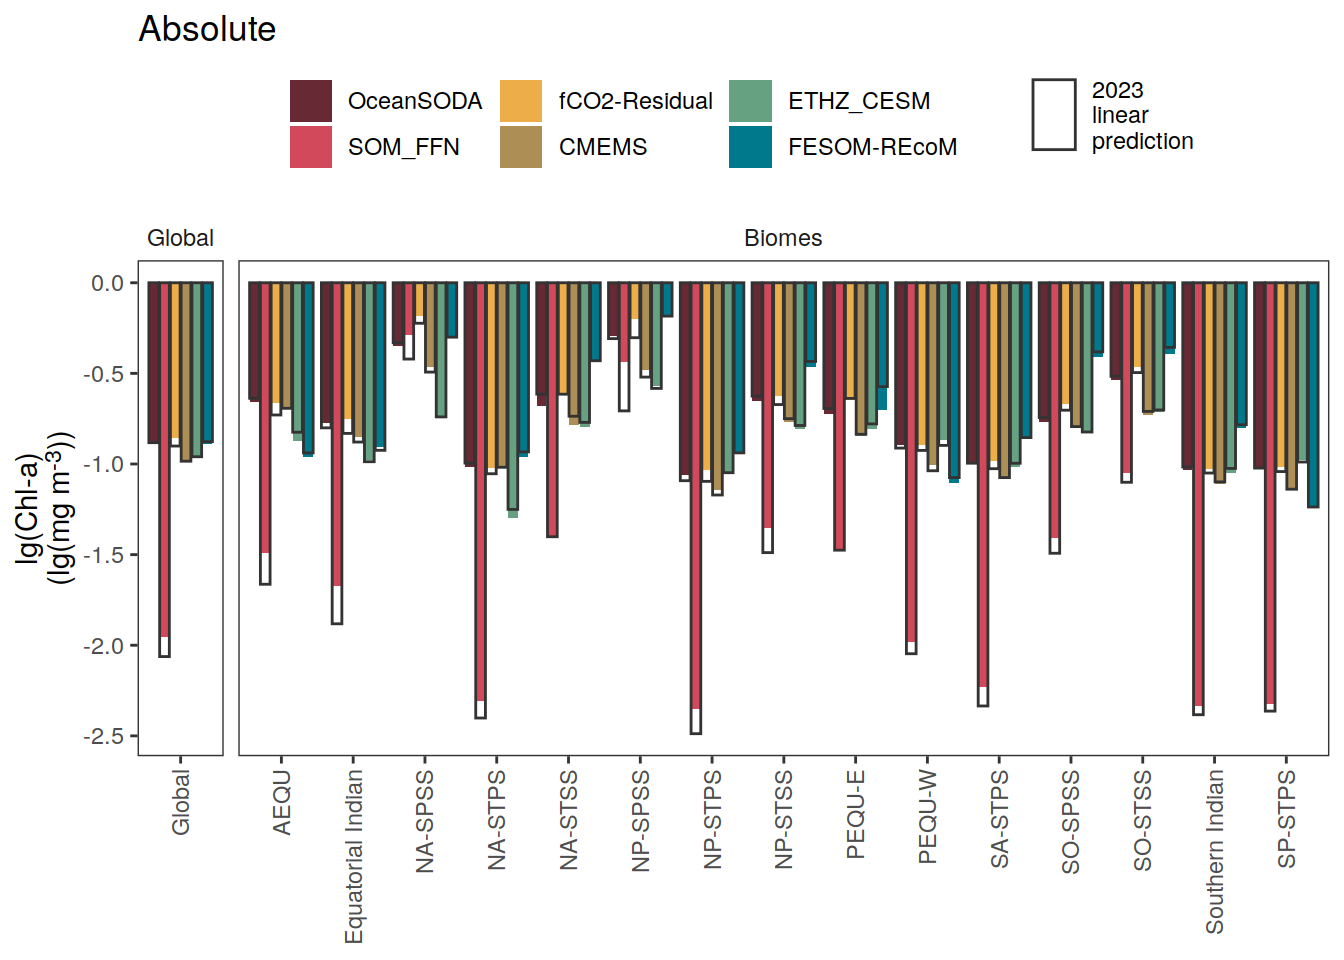 Absolute
OceanSODA
SOM_FFN
fCO2-Residual
CMEMS
ETHZ_CESM
FESOM-REcoM
2023
linear
prediction
Global
Biomes
lg(Chl-a)
(lg(mg m-3))
0.0
-0.5
-1.0
-1.5
-2.0
-2.5
Global
AEQU
Equatorial Indian
NA-SPSS
NA-STPS
NA-STSS
NP-SPSS
NP-STPS
NP-STSS
PEQU-E
PEQU-W
SA-STPS
SO-SPSS
SO-STSS
Southern Indian
SP-STPS